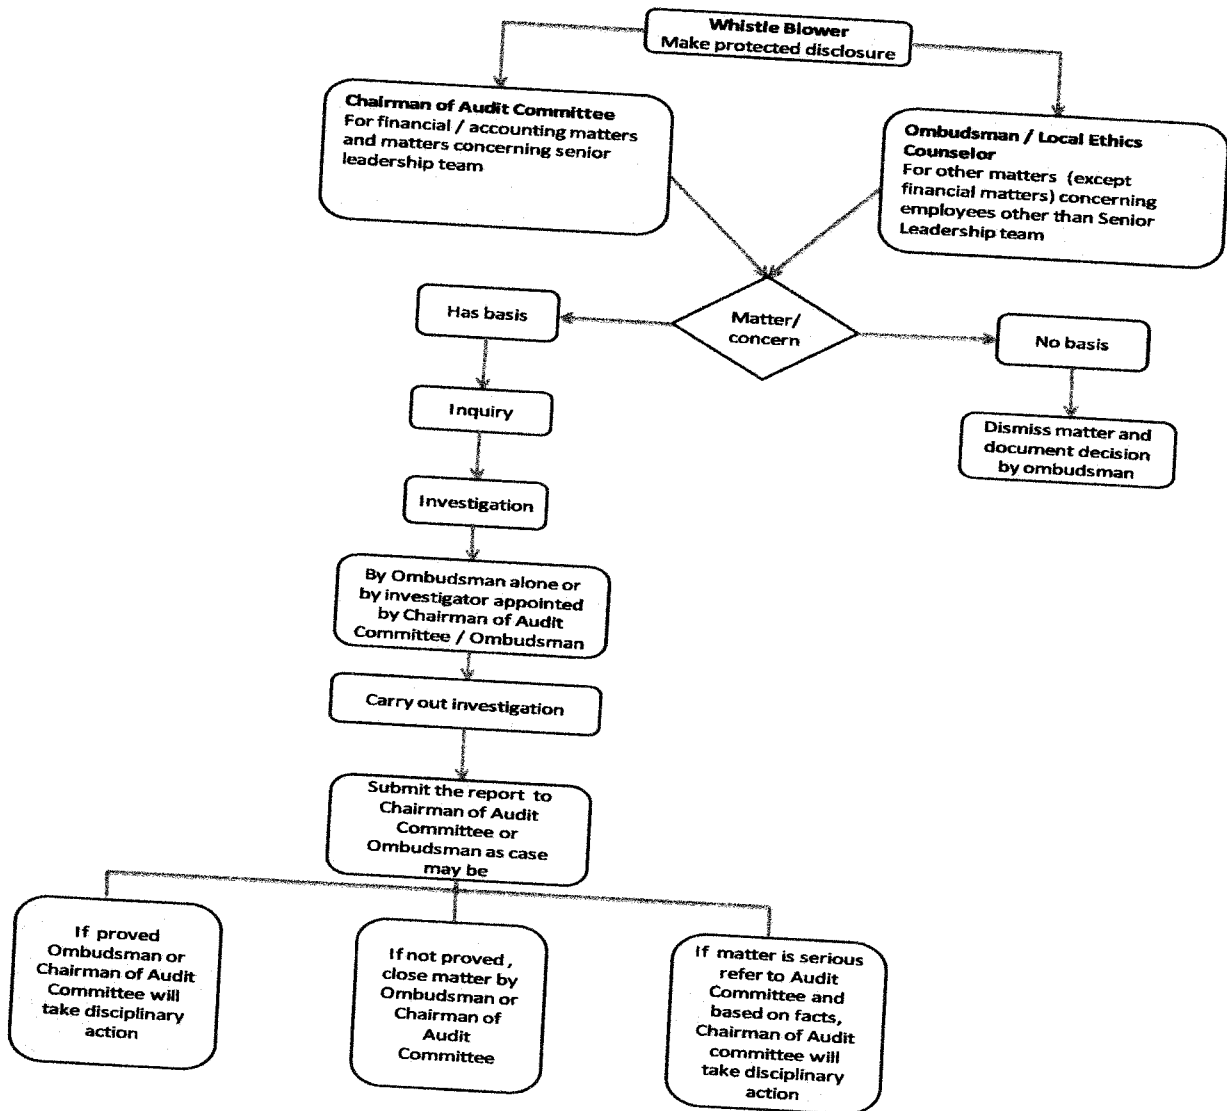 Whistle Blower
Make protected disclosure
Chairman of Audit Committee
For financial / accounting matters
and matters concerning senior
leadership team
Ombudsman / Local Ethics
Counselor
For other matters (except
financial matters) concerning
employees other than Senior
Leadership team
Matter/
concern
Has basis
No basis
Inquiry
Dismiss matter and
document decision
by ombudsman
Investigation
By Ombudsman alone or
by investigator appointed
by Chairman of Audit
Committee / Ombudsman
Carry out investigation
Submit the report to
Chairman of Audit
Committee or
Ombudsman as case
may be
If proved
Ombudsman or
Chairman of Audit
Committee will
take disciplinary
action
If not proved ,
close matter by
Ombudsman or
Chairman of
Audit
Committee
If matter is serious
refer to Audit
Committee and
based on facts,
Chairman of Audit
committee will
take disciplinary
action